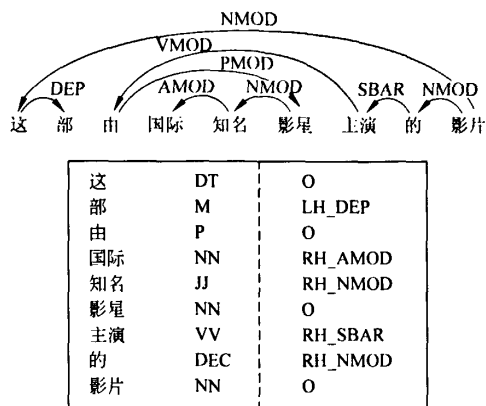 NMOD
VMOD
PMOD
DEP AMOD NMOD SBAR NMOD
这 部 由 国际 知名 影星 主演 的 影片
这 DT O
部 M LH_DEP
由 P O
国际 NN RH_AMOD
知名 JJ RH_NMOD
影星 NN O
主演 VV RH_SBAR
的 DEC RH_NMOD
影片 NN O